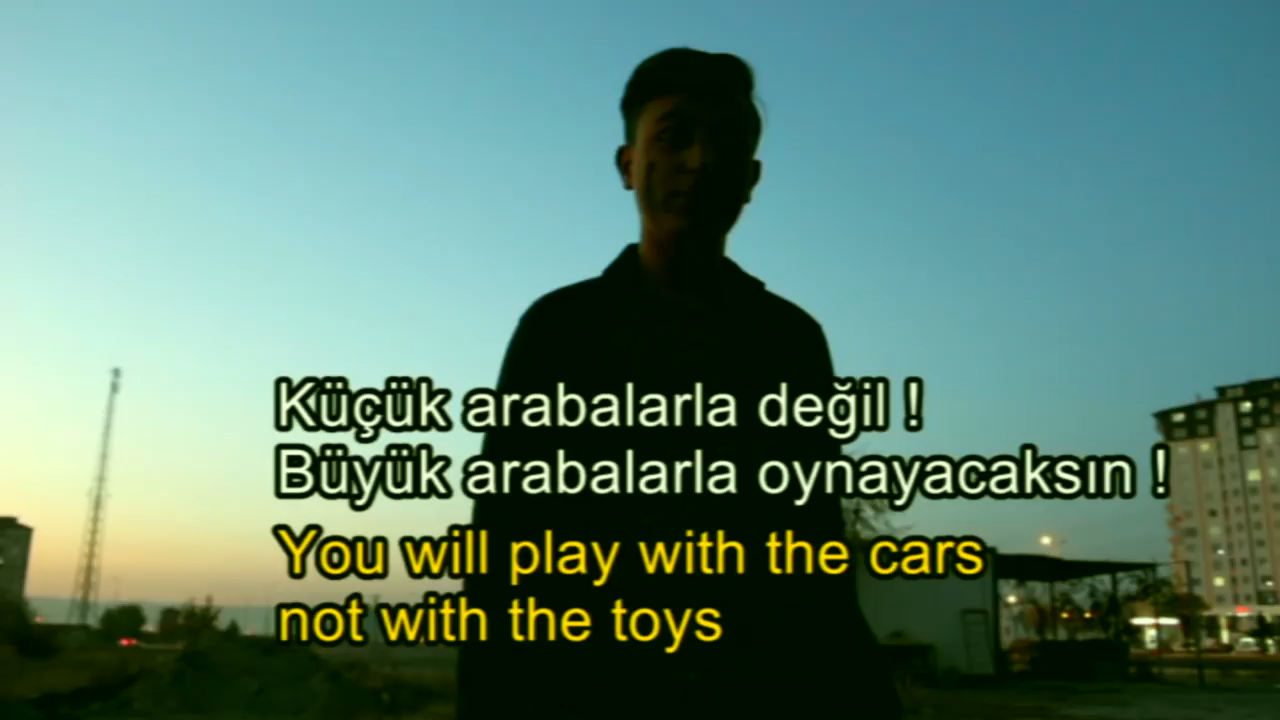 Küçük arabalarla değil !
Büyük arabalarla oynayacaksın !
You will play with the cars
not with the toys